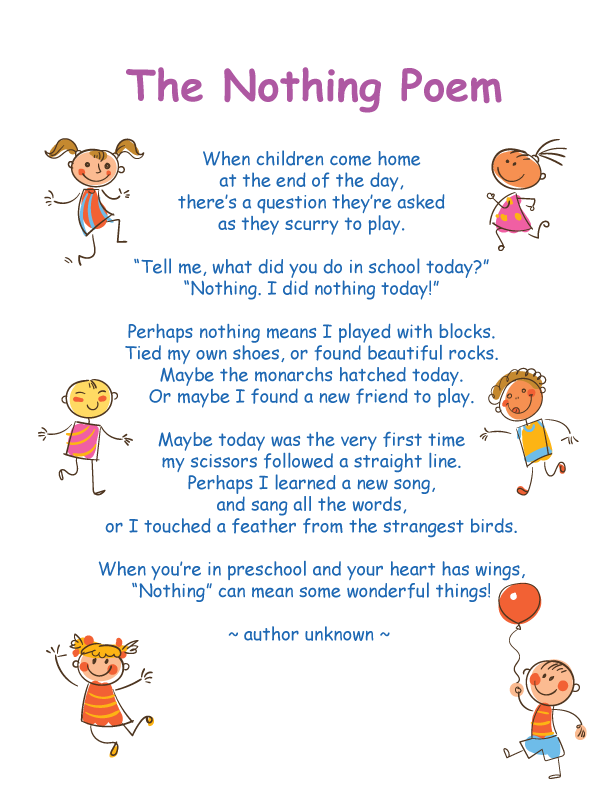 The Nothing Poem
When children come home
at the end of the day,
there's a question they're asked
as they scurry to play.
“Tell me, what did you do in school today?”
“Nothing. I did nothing today!”
Perhaps nothing means I played with blocks.
Tied my own shoes, or found beautiful rocks.
Maybe the monarchs hatched today.
Or maybe I found a new friend to play.
Maybe today was the very first time
my scissors followed a straight line.
Perhaps I learned a new song,
and sang all the words,
or I touched a feather from the strangest birds.
When you're in preschool and your heart has wings,
“Nothing” can mean some wonderful things!
~ author unknown ~